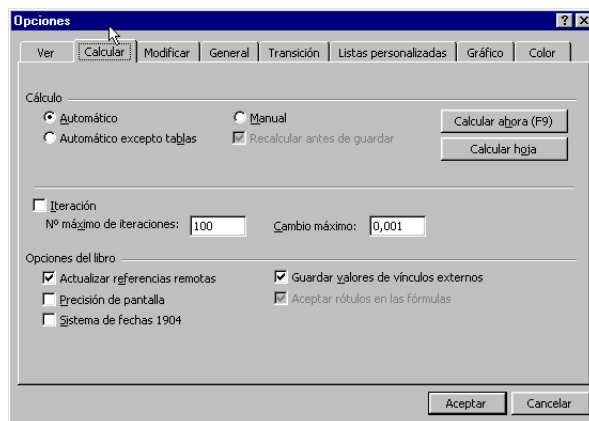 Opciones
Ver Calcular Modificar General Transición Listas personalizadas Gráfico Color
Cálculo
Automático Manual Calcular ahora (F9)
Automático excepto tablas Recalcular antes de guardar
Calcular hoja
Iteración
Nº máximo de iteraciones: 100 Cambio máximo: 0,001
Opciones del libro
Actualizar referencias remotas Guardar valores de vínculos externos
Precisión de pantalla Aceptar rótulos en las fórmulas
Sistema de fechas 1904
Aceptar Cancelar